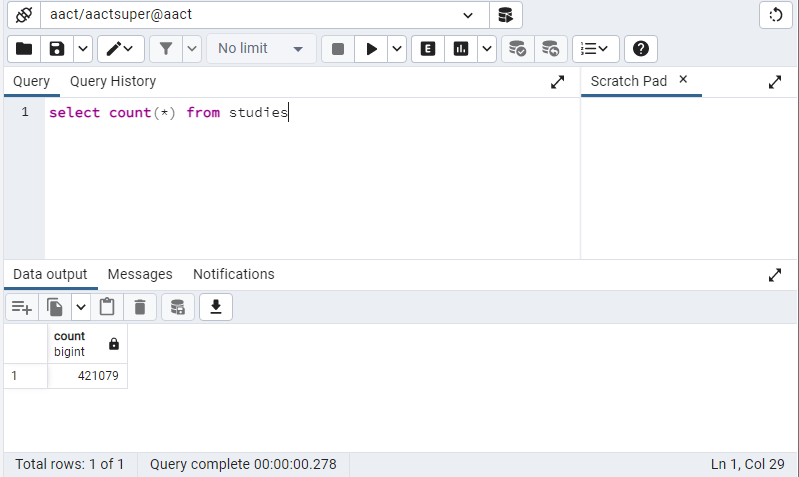 aact/aactsuper@aact
No limit
E
Query Query History
Scratch Pad
1 select count(*) from studies
Data output Messages Notifications
count
bigint
1 421079
Total rows: 1 of 1 Query complete 00:00:00.278 Ln 1, Col 29